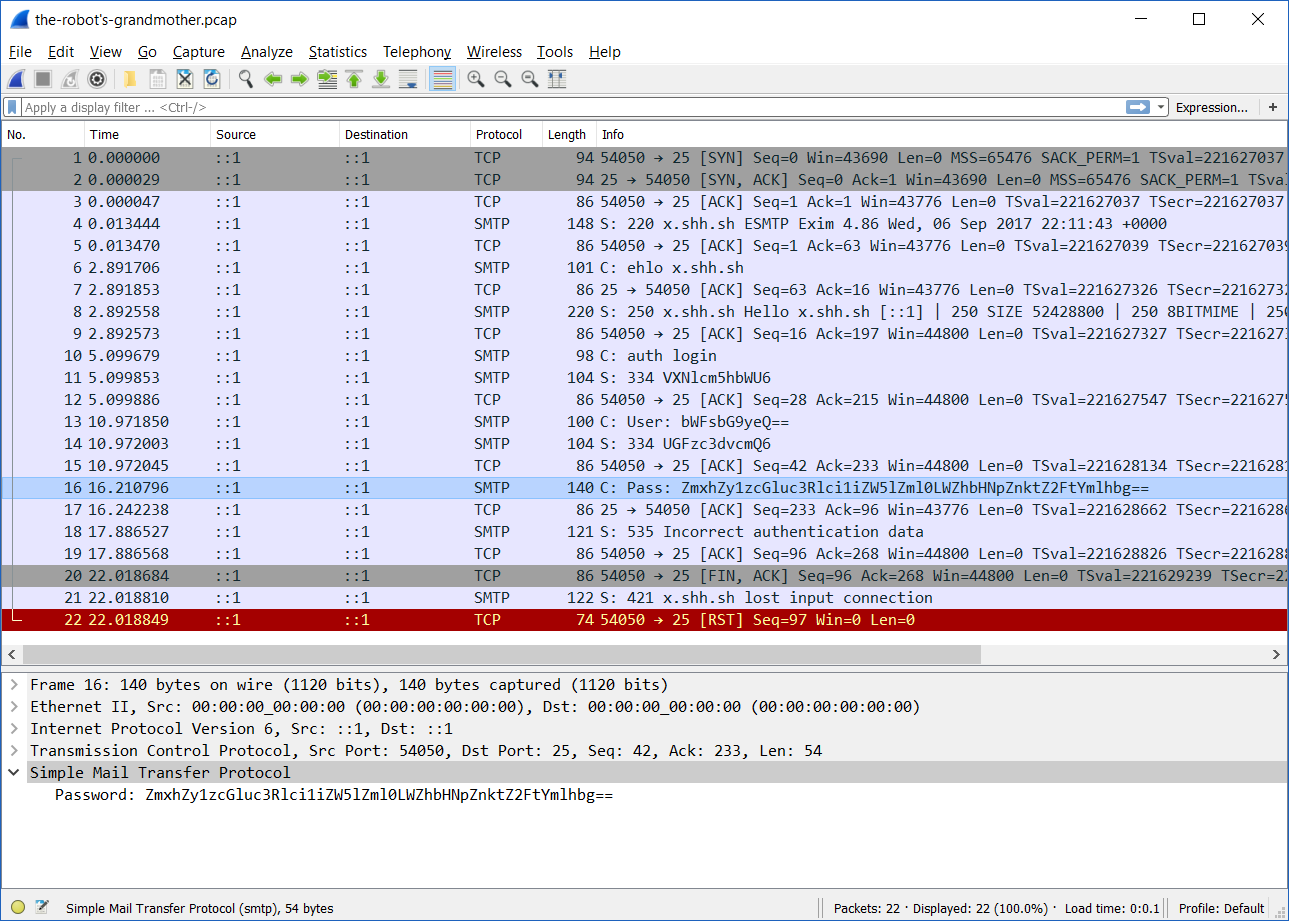 the-robot's-grandmother.pcap
File Edit View Go Capture Analyze Statistics Telephony Wireless Tools Help
Apply a display filter ... <Ctrl-/> Expression... +
No. Time Source Destination Protocol Length Info
1 0.000000 ::1 ::1 TCP 94 54050 → 25 [SYN] Seq=0 Win=43690 Len=0 MSS=65476 SACK_PERM=1 TSval=221627037
2 0.000029 ::1 ::1 TCP 94 25 → 54050 [SYN, ACK] Seq=0 Ack=1 Win=43690 Len=0 MSS=65476 SACK_PERM=1 TSva
3 0.000047 ::1 ::1 TCP 86 54050 → 25 [ACK] Seq=1 Ack=1 Win=43776 Len=0 TSval=221627037 TSecr=221627037
4 0.013444 ::1 ::1 SMTP 148 S: 220 x.shh.sh ESMTP Exim 4.86 Wed, 06 Sep 2017 22:11:43 +0000
5 0.013470 ::1 ::1 TCP 86 54050 → 25 [ACK] Seq=1 Ack=63 Win=43776 Len=0 TSval=221627039 TSecr=221627039
6 2.891706 ::1 ::1 SMTP 101 C: ehlo x.shh.sh
7 2.891853 ::1 ::1 TCP 86 25 → 54050 [ACK] Seq=63 Ack=16 Win=43776 Len=0 TSval=221627326 TSecr=22162732
8 2.892558 ::1 ::1 SMTP 220 S: 250 x.shh.sh Hello x.shh.sh [::1] | 250 SIZE 52428800 | 250 8BITMIME | 250
9 2.892573 ::1 ::1 TCP 86 54050 → 25 [ACK] Seq=16 Ack=197 Win=43776 Len=0 TSval=221627327 TSecr=2216273
10 5.099679 ::1 ::1 SMTP 98 C: auth login
11 5.099853 ::1 ::1 SMTP 104 S: 334 VXNlcm5hbWU6
12 5.099886 ::1 ::1 TCP 86 54050 → 25 [ACK] Seq=28 Ack=215 Win=44800 Len=0 TSval=221627547 TSecr=2216275
13 10.971850 ::1 ::1 SMTP 100 C: User: bWFsbG9yeQ==
14 10.972003 ::1 ::1 SMTP 104 S: 334 UGFzc3dvcmQ6
15 10.972045 ::1 ::1 TCP 86 54050 → 25 [ACK] Seq=42 Ack=233 Win=44800 Len=0 TSval=221628134 TSecr=2216281
16 16.210796 ::1 ::1 SMTP 140 C: Pass: ZmxhZy1zcGluc3Rlci1iZW5lZml0LWZhbHNpZnktZ2FtYmlhbg==
17 16.242238 ::1 ::1 TCP 86 25 → 54050 [ACK] Seq=233 Ack=96 Win=43776 Len=0 TSval=221628662 TSecr=2216286
18 17.886527 ::1 ::1 SMTP 121 S: 535 Incorrect authentication data
19 17.886568 ::1 ::1 TCP 86 54050 → 25 [ACK] Seq=96 Ack=268 Win=44800 Len=0 TSval=221628826 TSecr=2216288
20 22.018684 ::1 ::1 TCP 86 54050 → 25 [FIN, ACK] Seq=96 Ack=268 Win=44800 Len=0 TSval=221629239 TSecr=22
21 22.018810 ::1 ::1 SMTP 122 S: 421 x.shh.sh lost input connection
22 22.018849 ::1 ::1 TCP 74 54050 → 25 [RST] Seq=97 Win=0 Len=0
Frame 16: 140 bytes on wire (1120 bits), 140 bytes captured (1120 bits)
Ethernet II, Src: 00:00:00_00:00:00 (00:00:00:00:00:00), Dst: 00:00:00_00:00:00 (00:00:00:00:00:00)
Internet Protocol Version 6, Src: ::1, Dst: ::1
Transmission Control Protocol, Src Port: 54050, Dst Port: 25, Seq: 42, Ack: 233, Len: 54
Simple Mail Transfer Protocol
Password: ZmxhZy1zcGluc3Rlci1iZW5lZml0LWZhbHNpZnktZ2FtYmlhbg==
Simple Mail Transfer Protocol (smtp), 54 bytes Packets: 22 · Displayed: 22 (100.0%) · Load time: 0:0.1 Profile: Default